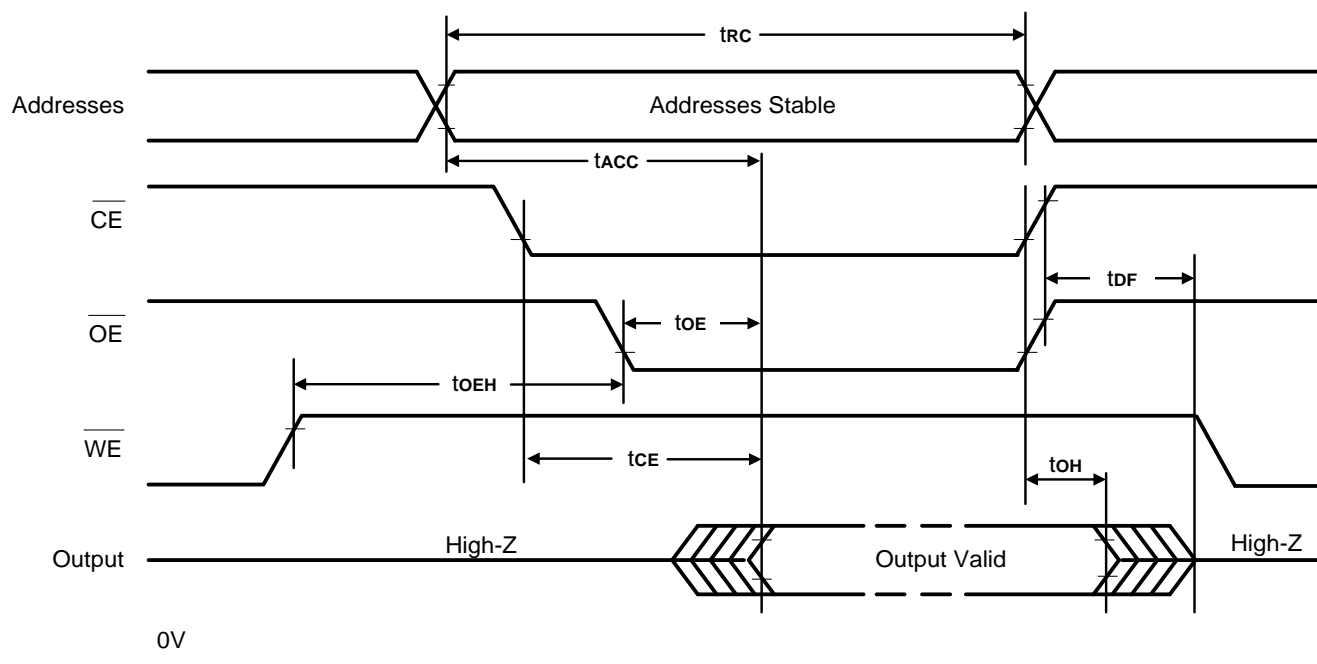 tRC
Addresses
Addresses Stable
tACC
CE
tDF
OE
tOE
tOEH
WE
tCE
tOH
High-Z
High-Z
Output
Output Valid
0V